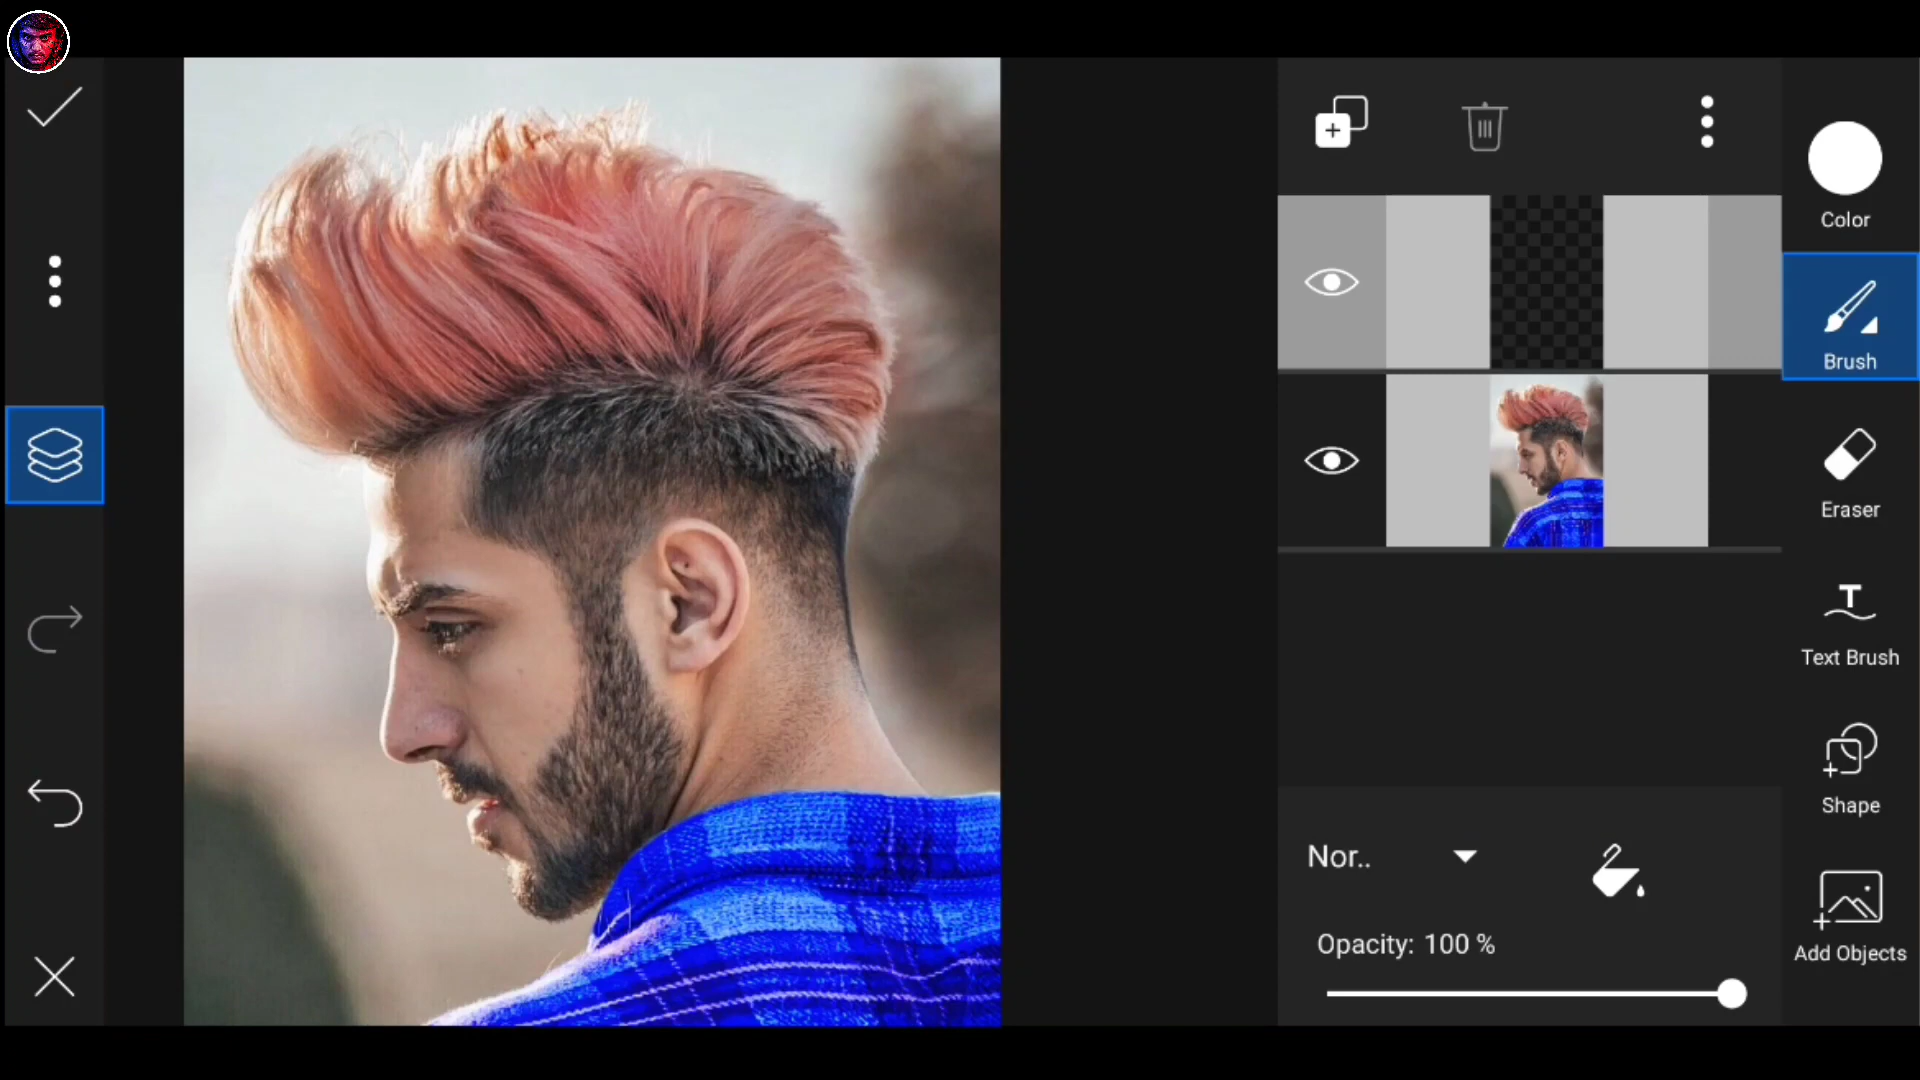 Color
Brush
Eraser
Text Brush
Shape
Nor..
Opacity: 100 %
Add Objects